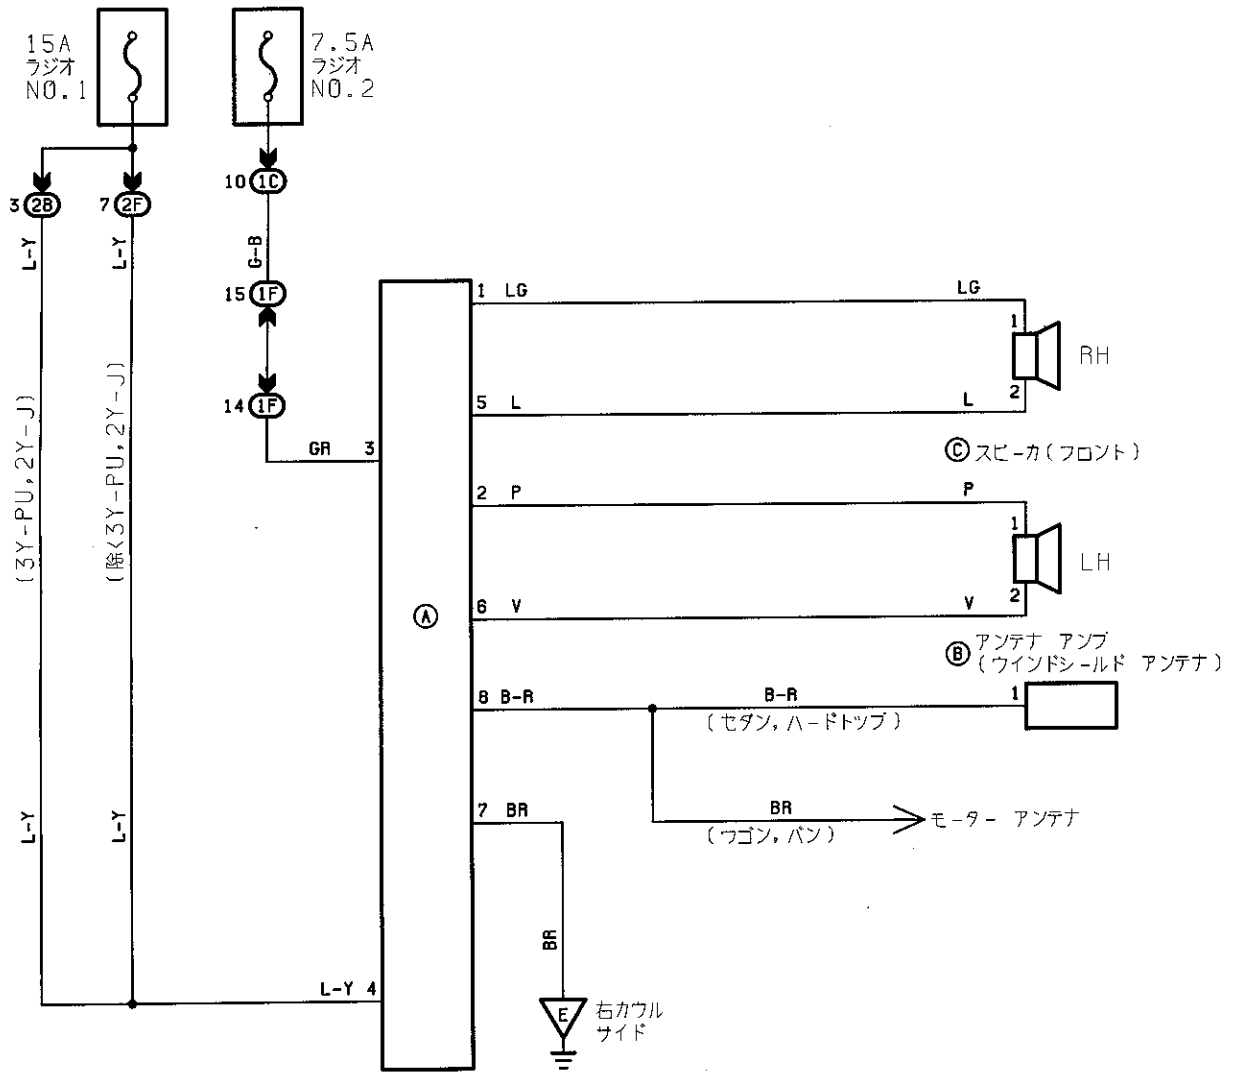 15A
ラジオ
NO.1
7.5A
ラジオ
NO.2
10 1C
3 2B
7 2F
L-Y
L-Y
G-B
15 1F
14 1F
GR 3
(3Y-PU,2Y-J)
(除く3Y-PU,2Y-J)
1 LG
LG
1
RH
2
5 L
L
C スピーカ(フロント)
2 P
P
1
LH
2
6 V
V
A
B アンテナ アンプ
(ウインドシールド アンテナ)
8 B-R
B-R
1
(セダン,ハードトップ)
7 BR
BR
モーター アンテナ
(ワゴン,バン)
L-Y
L-Y
BR
L-Y 4
E
右カウル
サイド